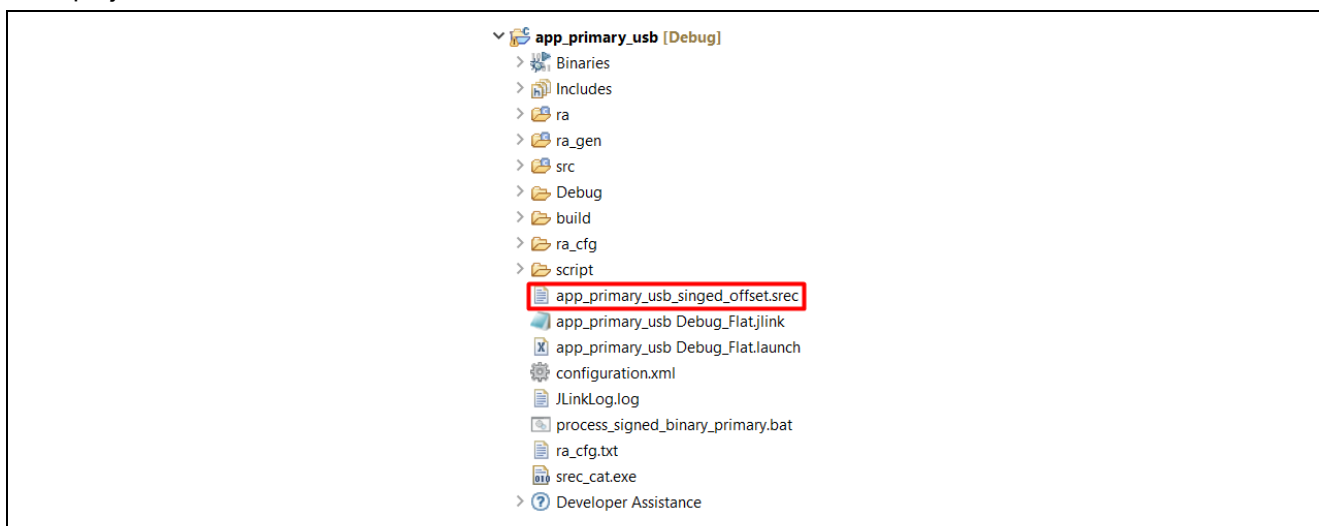 app_primary_usb [Debug]
Binaries
Includes
ra
ra_gen
src
Debug
build
ra_cfg
script
app_primary_usb_singed_offset.srec
app_primary_usb Debug_Flat.jlink
app_primary_usb Debug_Flat.launch
configuration.xml
JLinkLog.log
process_signed_binary_primary.bat
ra_cfg.txt
srec_cat.exe
Developer Assistance